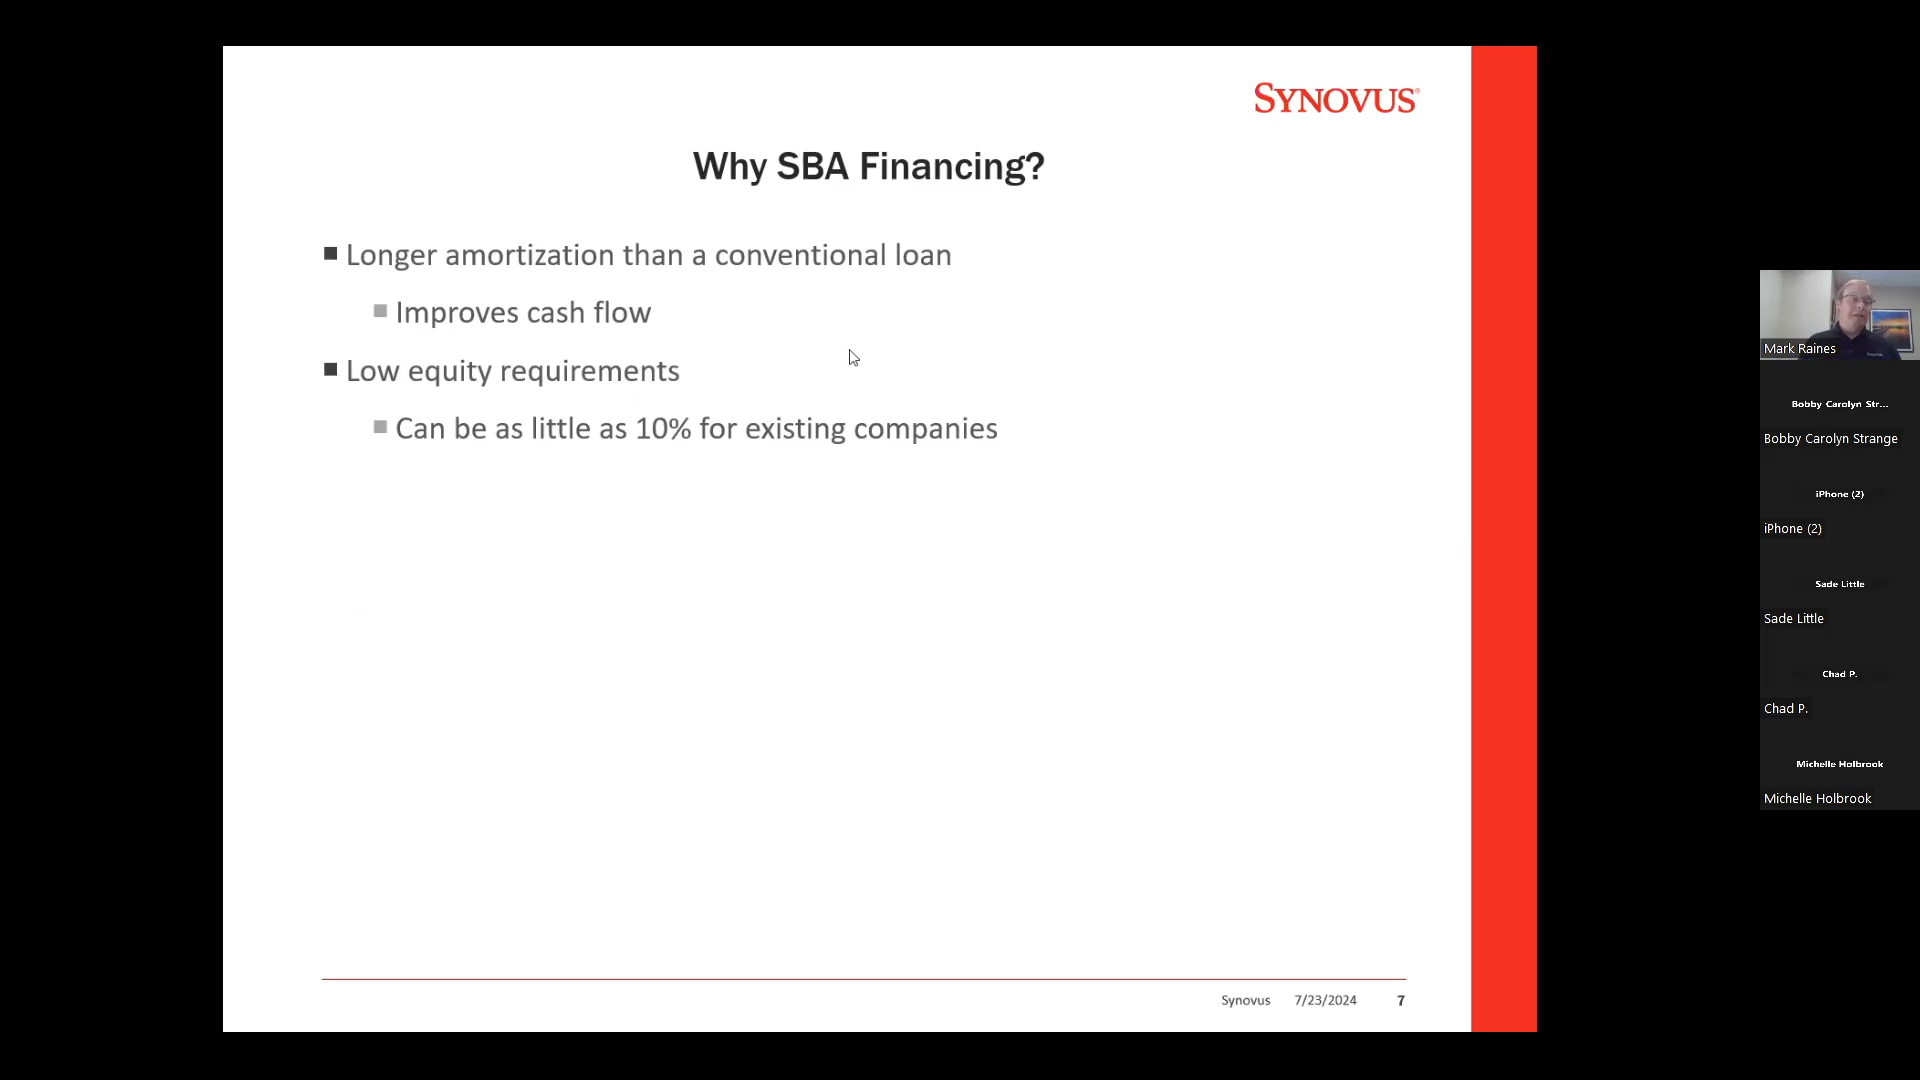 SYNOVUS
Why SBA Financing?
Longer amortization than a conventional loan
Improves cash flow
Low equity requirements
Can be as little as 10% for existing companies
Synovus 7/23/2024 7
Mark Raines
Bobby Carolyn Str...
Bobby Carolyn Strange
iPhone (2)
iPhone (2)
Sade Little
Sade Little
Chad P.
Chad P.
Michelle Holbrook
Michelle Holbrook